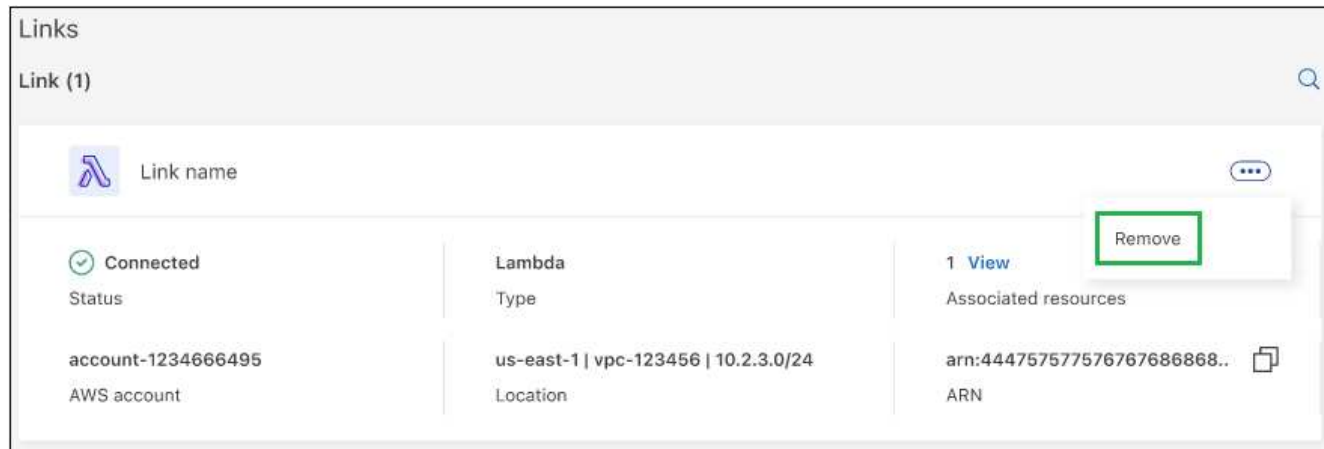 Links
Link (1)
Link name
Remove
Connected
Status
Lambda
Type
1 View
Associated resources
account-1234666495
AWS account
us-east-1 | vpc-123456 | 10.2.3.0/24
Location
arn:444757577576767686868..
ARN